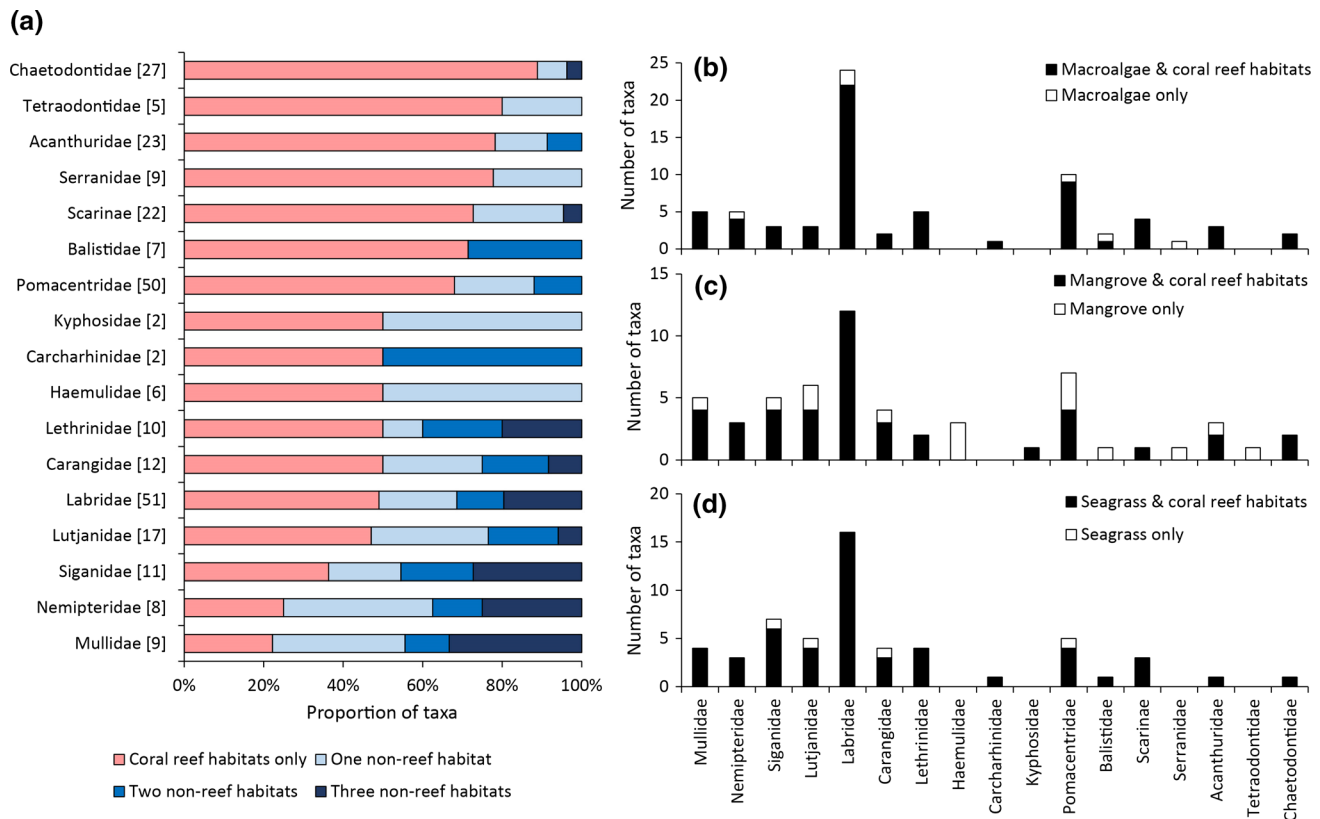 (a)
Chaetodontidae [27]
Tetraodontidae [5]
Acanthuridae [23]
Serranidae [9]
Scarinae [22]
Balistidae [7]
Pomacentridae [50]
Kyphosidae [2]
Carcharhinidae [2]
Haemulidae [6]
Lethrinidae [10]
Carangidae [12]
Labridae [51]
Lutjanidae [17]
Siganidae [11]
Nemipteridae [8]
Mullidae [9]
0% 20% 40% 60% 80% 100%
Proportion of taxa
Coral reef habitats only One non-reef habitat
Two non-reef habitats Three non-reef habitats
(b)
Macroalgae & coral reef habitats
Macroalgae only
Number of taxa
25
20
15
10
5
0
(c)
Mangrove & coral reef habitats
Mangrove only
Number of taxa
15
10
5
0
(d)
Seagrass & coral reef habitats
Seagrass only
Number of taxa
20
15
10
5
0
Mullidae
Nemipteridae
Siganidae
Lutjanidae
Labridae
Carangidae
Lethrinidae
Haemulidae
Carcharhinidae
Kyphosidae
Pomacentridae
Balistidae
Scarinae
Serranidae
Acanthuridae
Tetraodontidae
Chaetodontidae